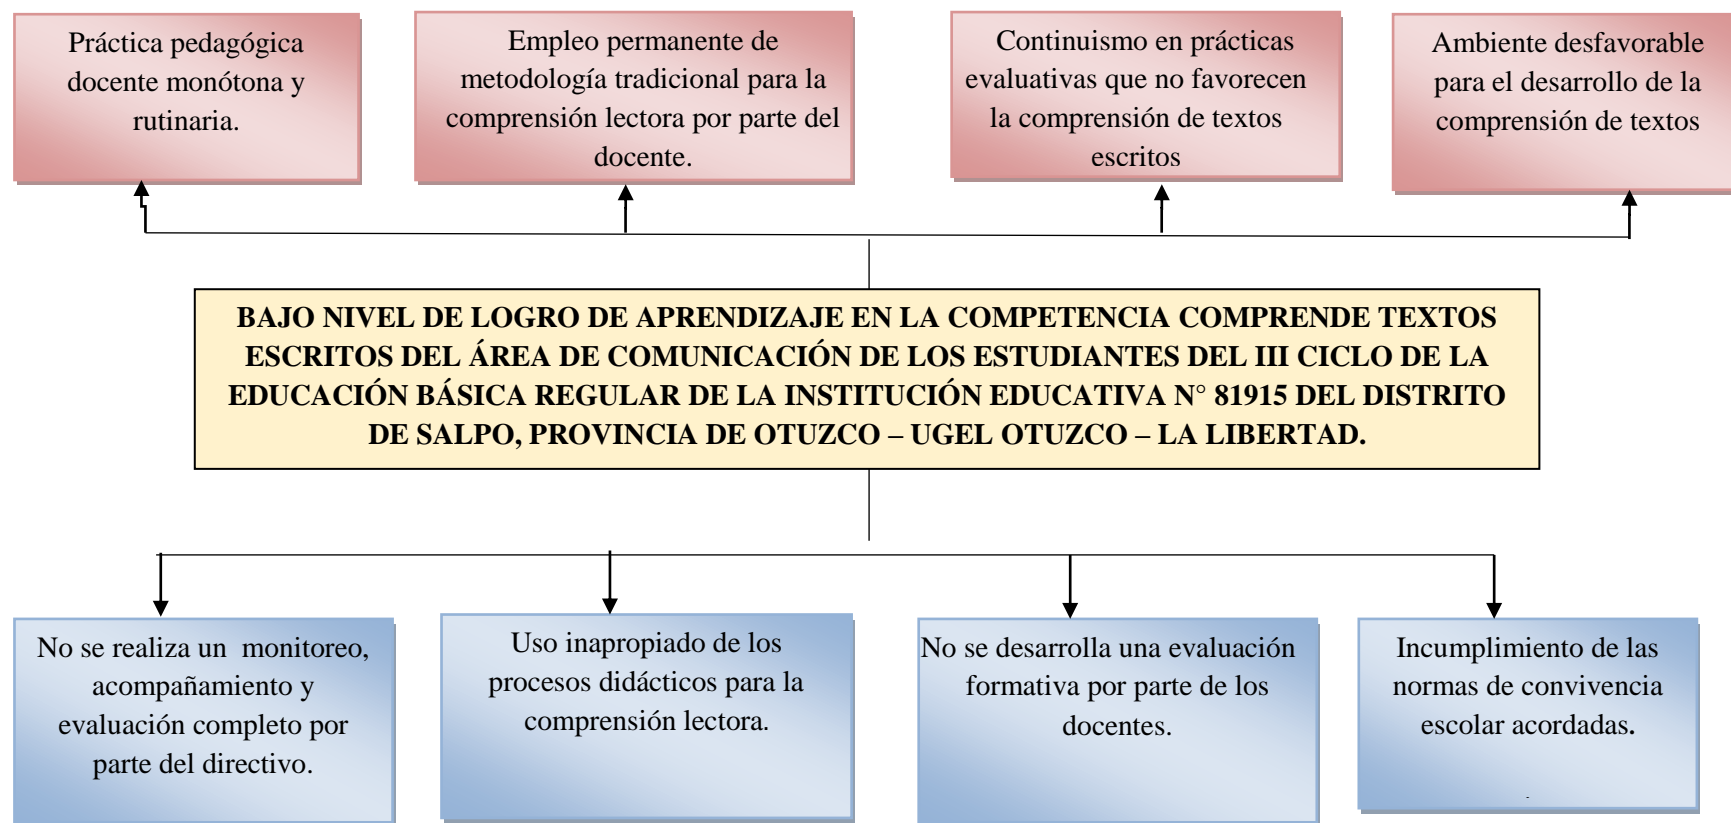 Práctica pedagógica
docente monótona y
rutinaria.
Empleo permanente de
metodología tradicional para la
comprensión lectora por parte del
docente.
Continuismo en prácticas
evaluativas que no favorecen
la comprensión de textos
escritos
Ambiente desfavorable
para el desarrollo de la
comprensión de textos
BAJO NIVEL DE LOGRO DE APRENDIZAJE EN LA COMPETENCIA COMPRENDE TEXTOS
ESCRITOS DEL ÁREA DE COMUNICACIÓN DE LOS ESTUDIANTES DEL III CICLO DE LA
EDUCACIÓN BÁSICA REGULAR DE LA INSTITUCIÓN EDUCATIVA N° 81915 DEL DISTRITO
DE SALPO, PROVINCIA DE OTUZCO – UGEL OTUZCO – LA LIBERTAD.
No se realiza un  monitoreo,
acompañamiento y
evaluación completo por
parte del directivo.
Uso inapropiado de los
procesos didácticos para la
comprensión lectora.
No se desarrolla una evaluación
formativa por parte de los
docentes.
Incumplimiento de las
normas de convivencia
escolar acordadas.
.